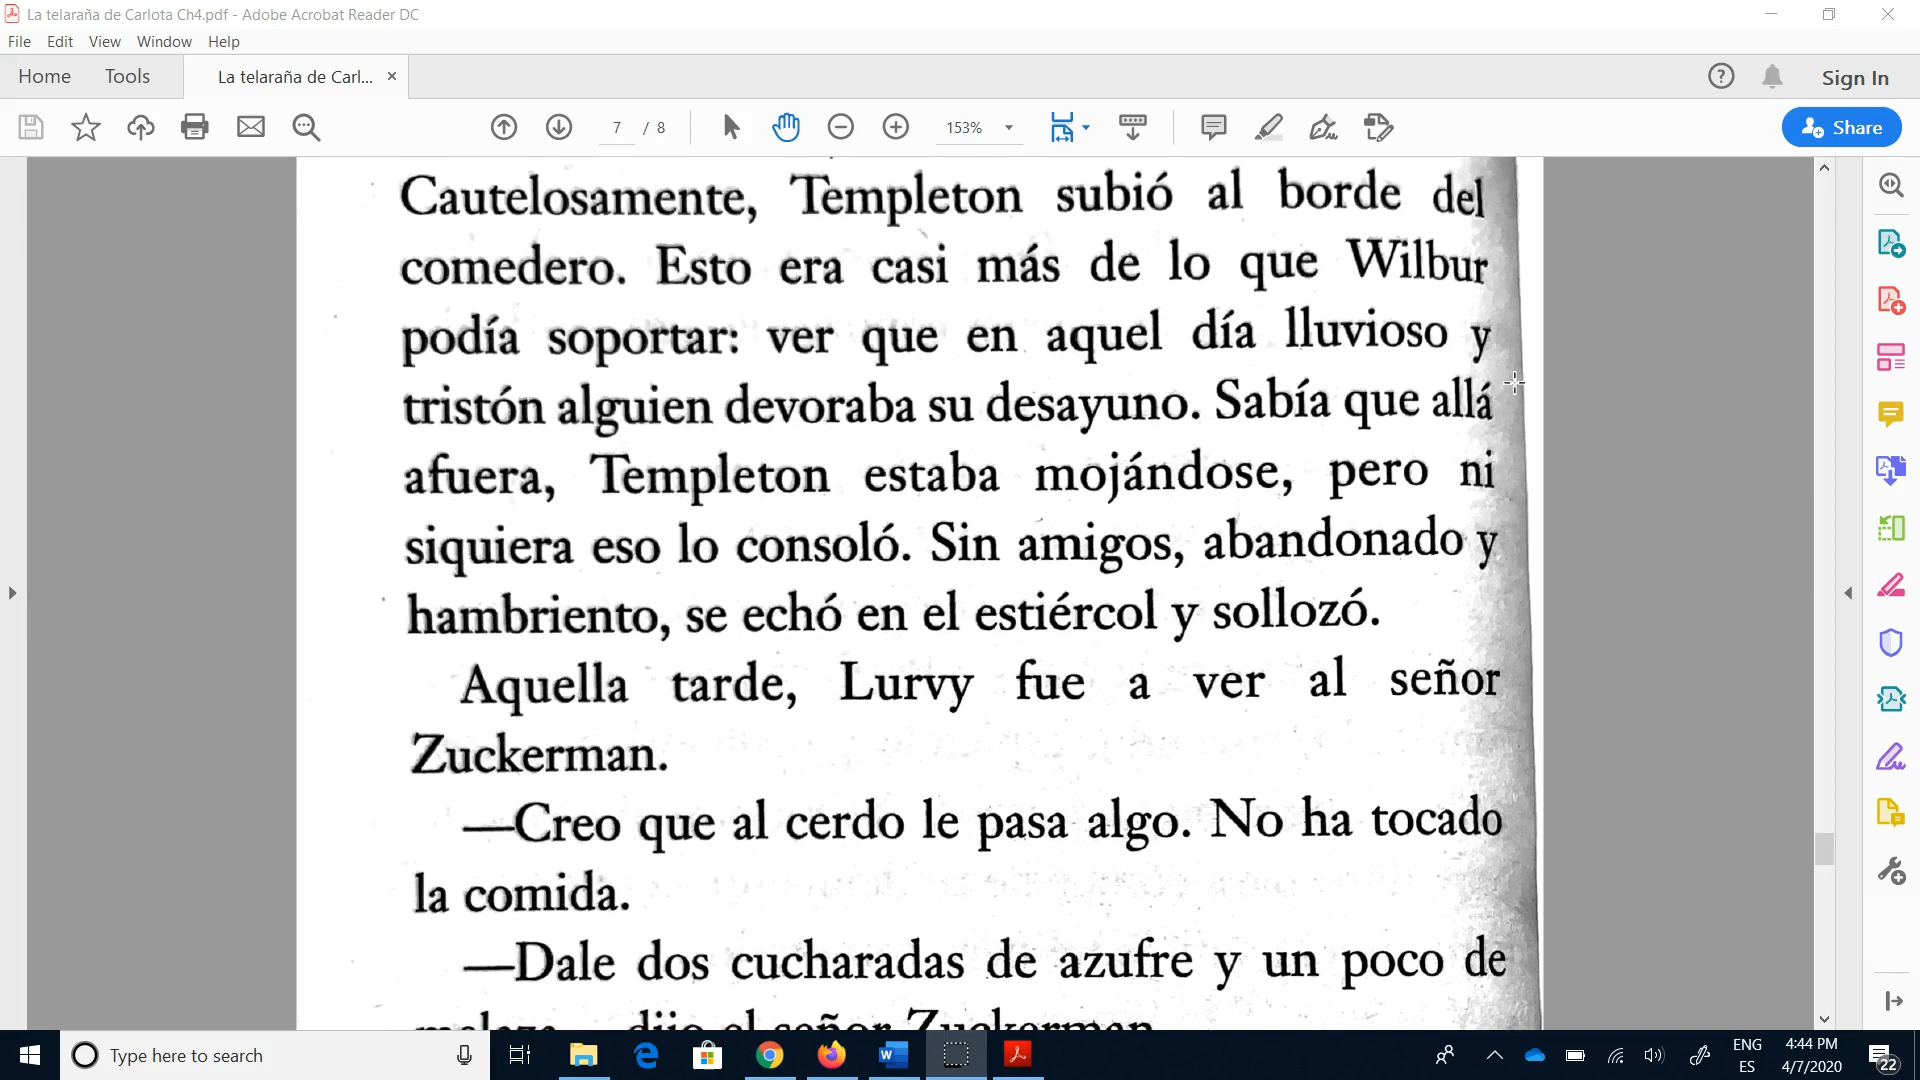 La telaraña de Carlota Ch4.pdf - Adobe Acrobat Reader DC
File Edit View Window Help
Home Tools La telaraña de Carl... Sign In
7 / 8 153% Share
Cautelosamente, Templeton subió al borde del
comedero. Esto era casi más de lo que Wilbur
podía soportar: ver que en aquel día lluvioso y
tristón alguien devoraba su desayuno. Sabía que allá
afuera, Templeton estaba mojándose, pero ni
siquiera eso lo consoló. Sin amigos, abandonado y
hambriento, se echó en el estiércol y sollozó.
Aquella tarde, Lurvy fue a ver al señor
Zuckerman.
—Creo que al cerdo le pasa algo. No ha tocado
la comida.
—Dale dos cucharadas de azufre y un poco de
dijo el señor Zuckerman
Type here to search ENG 4:44 PM
ES 4/7/2020 22